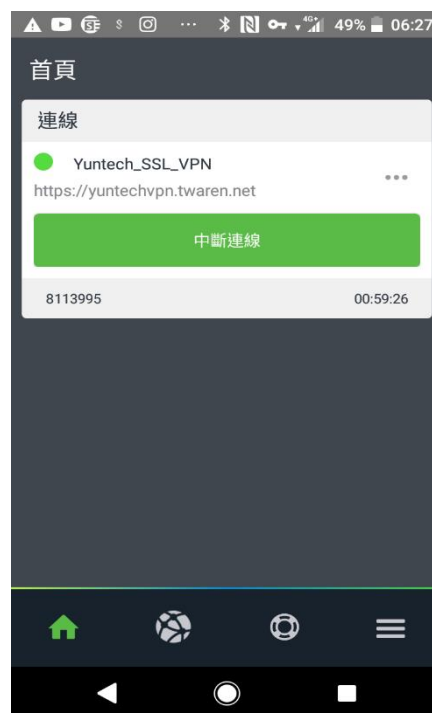 4G+ 49% 06:27
首頁
連線
Yuntech_SSL_VPN
https://yuntechvpn.twaren.net
中斷連線
8113995 00:59:26